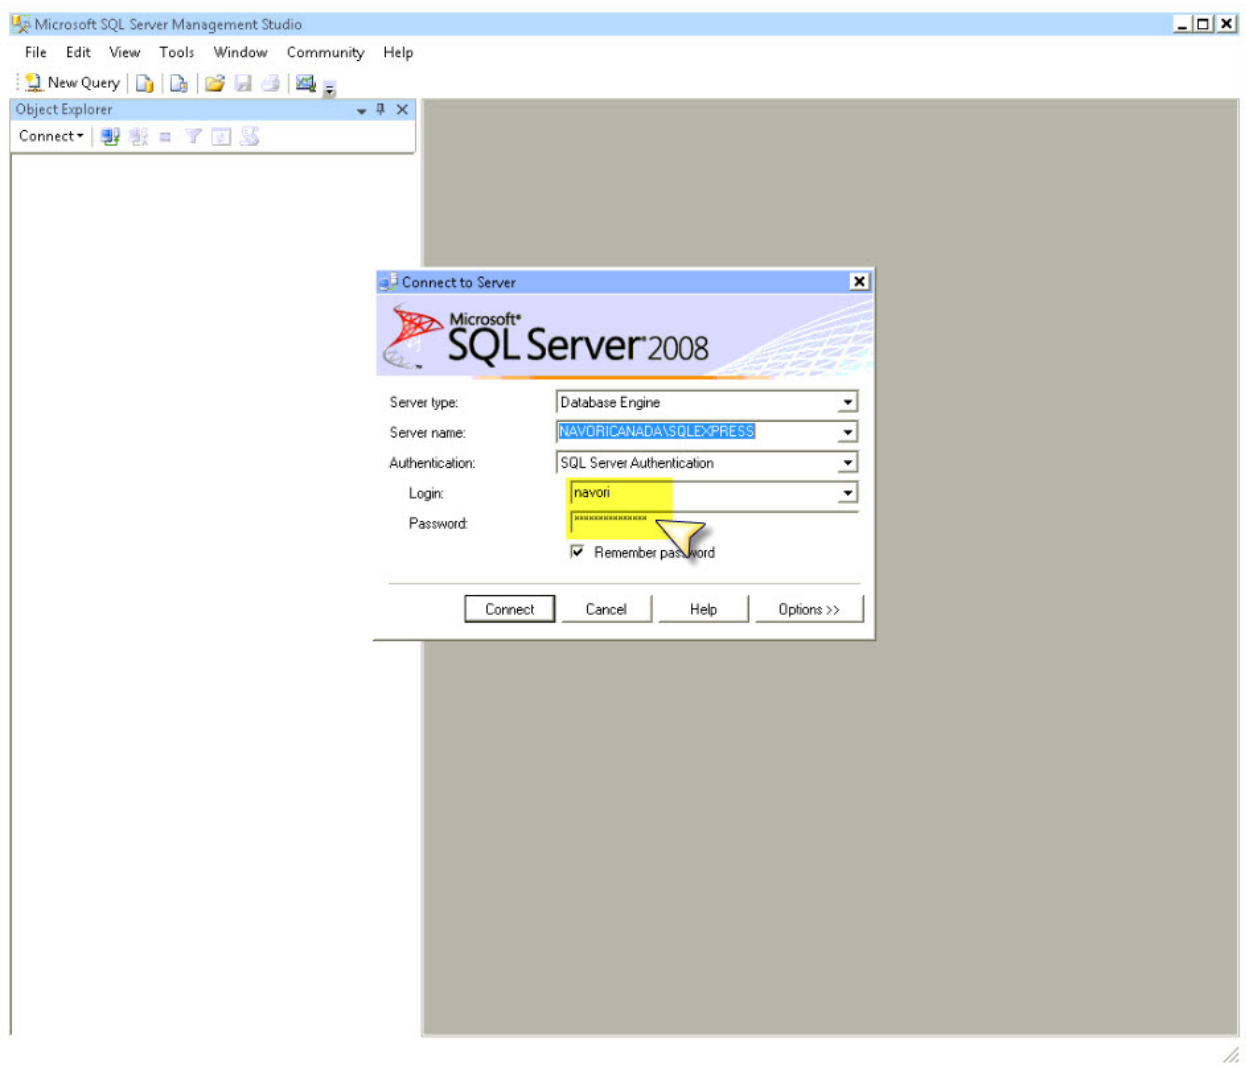 Microsoft SQL Server Management Studio
File Edit View Tools Window Community Help
New Query
Object Explorer
Connect
Connect to Server
Microsoft
SQL Server 2008
Server type: Database Engine
Server name: NAVORICANADA\SQLEXPRESS
Authentication: SQL Server Authentication
Login: navori
Password: ***************
Remember password
Connect Cancel Help Options >>